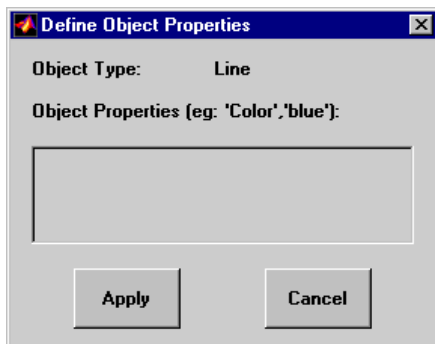 Define Object Properties
Object Type: Line
Object Properties (eg: 'Color','blue'):
Apply Cancel